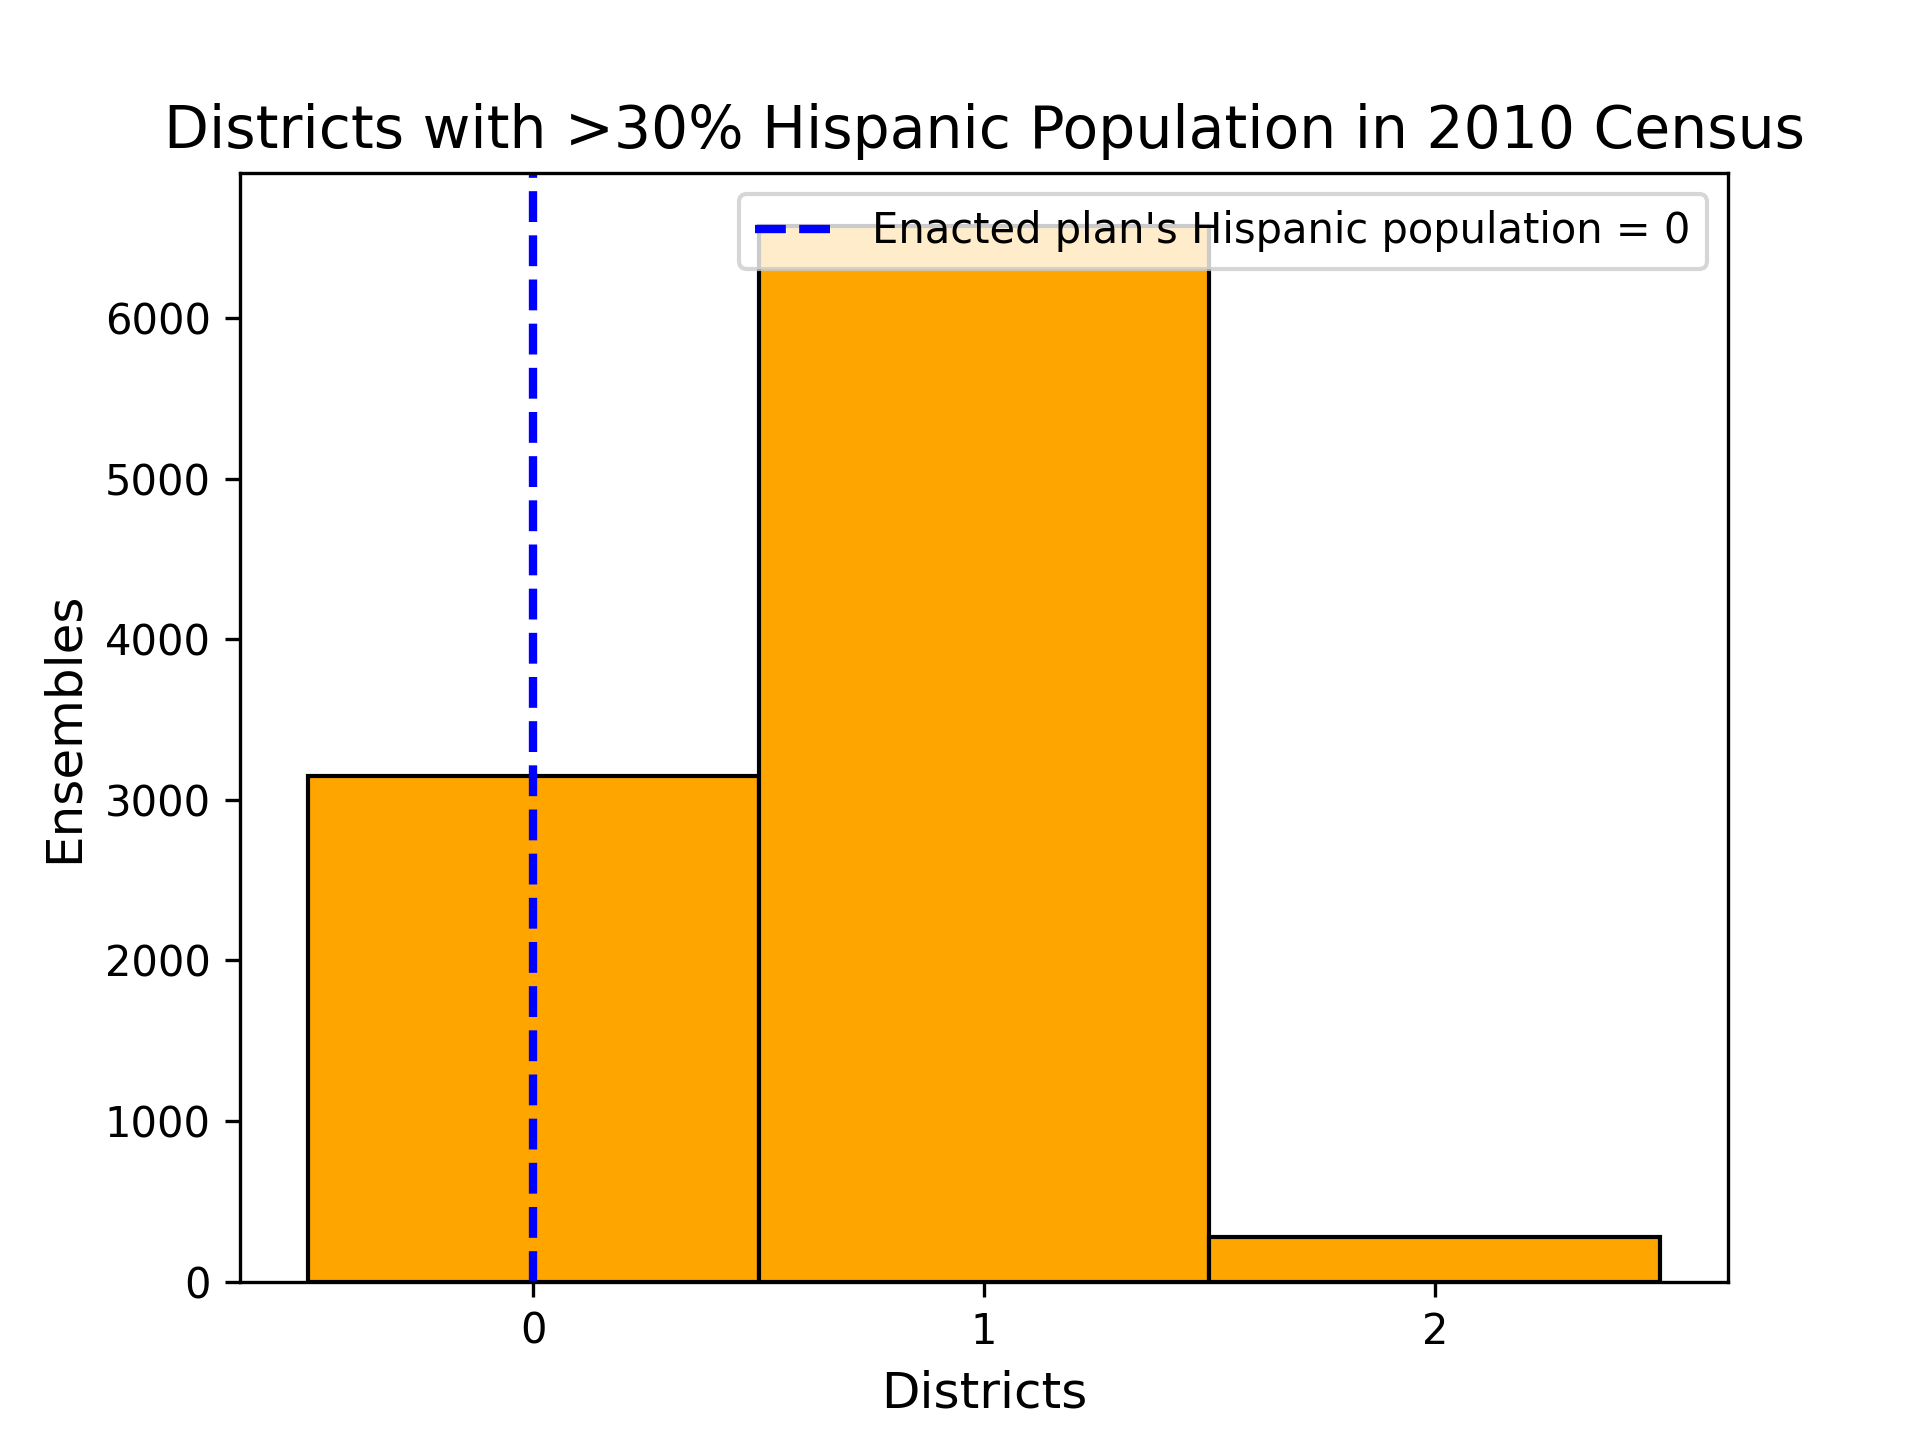 Districts with >30% Hispanic Population in 2010 Census
Enacted plan's Hispanic population = 0
6000
5000
4000
3000
2000
1000
0
Ensembles
0 1 2
Districts